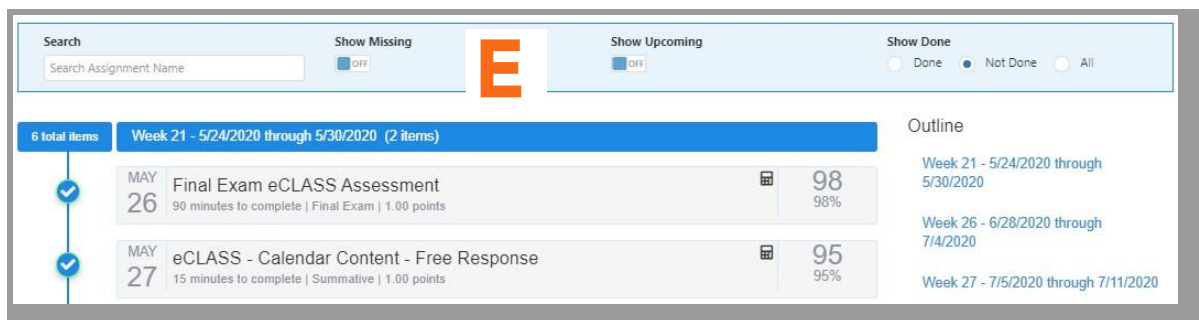 Search
Show Missing
Show Upcoming
Show Done
Search Assignment Name
OFF
E
OFF
Done
Not Done
All
6 total items
Week 21 - 5/24/2020 through 5/30/2020 (2 items)
MAY
26
Final Exam eCLASS Assessment
90 minutes to complete | Final Exam | 1.00 points
98
98%
MAY
27
eCLASS - Calendar Content - Free Response
15 minutes to complete | Summative | 1.00 points
95
95%
Outline
Week 21 - 5/24/2020 through
5/30/2020
Week 26 - 6/28/2020 through
7/4/2020
Week 27 - 7/5/2020 through 7/11/2020